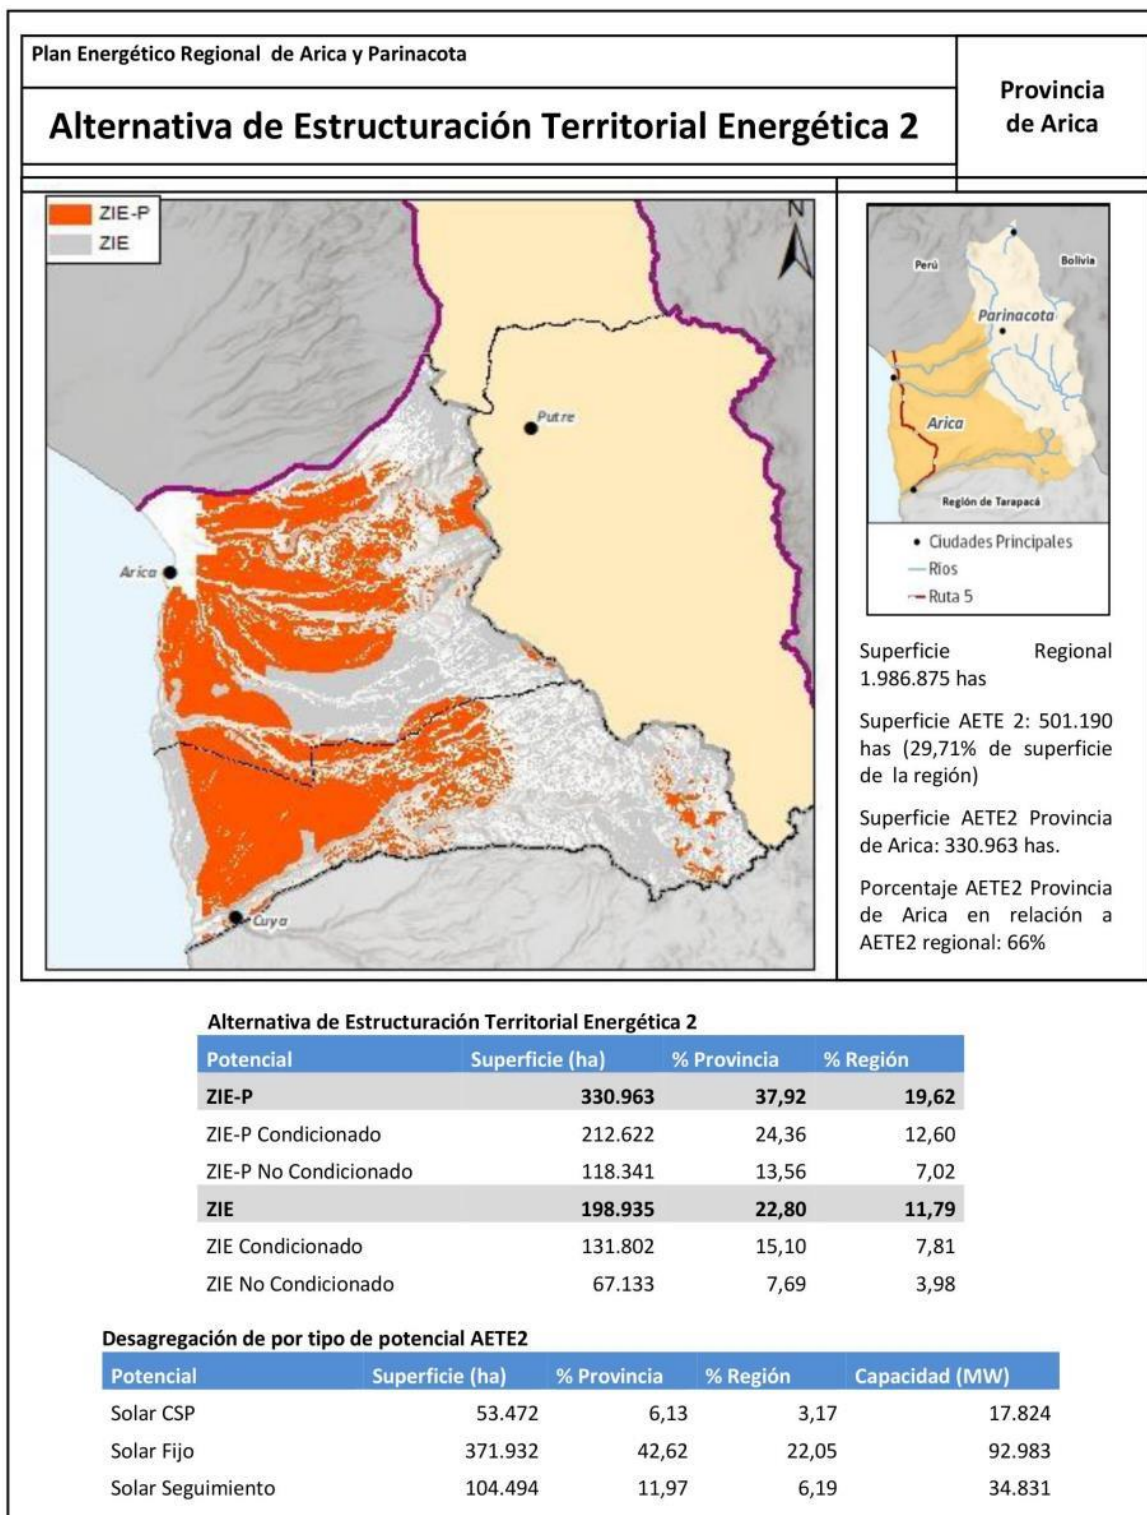 Plan Energético Regional de Arica y Parinacota
Alternativa de Estructuración Territorial Energética 2
Provincia
de Arica
ZIE-P
ZIE
N
Putre
Arica
Cuya
Perú
Bolivia
Parinacota
Arica
Región de Tarapacá
Ciudades Principales
Ríos
Ruta 5
Superficie Regional
1.986.875 has
Superficie AETE 2: 501.190
has (29,71% de superficie
de la región)
Superficie AETE2 Provincia
de Arica: 330.963 has.
Porcentaje AETE2 Provincia
de Arica en relación a
AETE2 regional: 66%
Alternativa de Estructuración Territorial Energética 2
Potencial Superficie (ha) % Provincia % Región
ZIE-P 330.963 37,92 19,62
ZIE-P Condicionado 212.622 24,36 12,60
ZIE-P No Condicionado 118.341 13,56 7,02
ZIE 198.935 22,80 11,79
ZIE Condicionado 131.802 15,10 7,81
ZIE No Condicionado 67.133 7,69 3,98
Desagregación de por tipo de potencial AETE2
Potencial Superficie (ha) % Provincia % Región Capacidad (MW)
Solar CSP 53.472 6,13 3,17 17.824
Solar Fijo 371.932 42,62 22,05 92.983
Solar Seguimiento 104.494 11,97 6,19 34.831